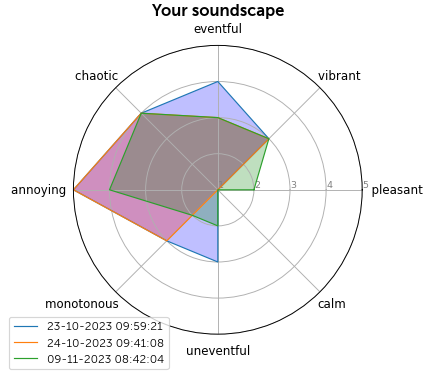 Your soundscape
eventful
chaotic
vibrant
annoying
1 2 3 4 5
pleasant
monotonous
calm
uneventful
23-10-2023 09:59:21
24-10-2023 09:41:08
09-11-2023 08:42:04